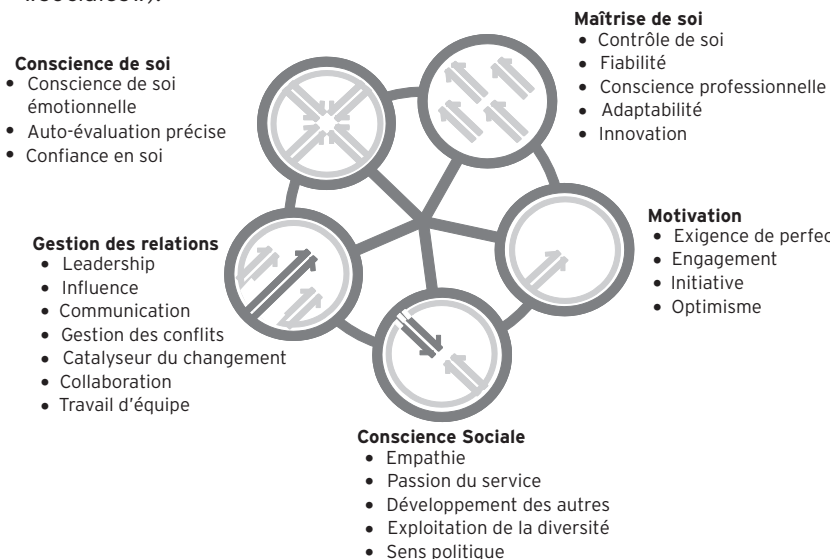 Conscience de soi
• Conscience de soi
émotionnelle
• Auto-évaluation précise
• Confiance en soi
Maîtrise de soi
• Contrôle de soi
• Fiabilité
• Conscience professionnelle
• Adaptabilité
• Innovation
Motivation
• Exigence de
• Engagement
• Initiative
• Optimisme
Gestion des relations
• Leadership
• Influence
• Communication
• Gestion des conflits
• Catalyseur du changement
• Collaboration
• Travail d'équipe
Conscience Sociale
• Empathie
• Passion du service
• Développement des autres
• Exploitation de la diversité
• Sens politique